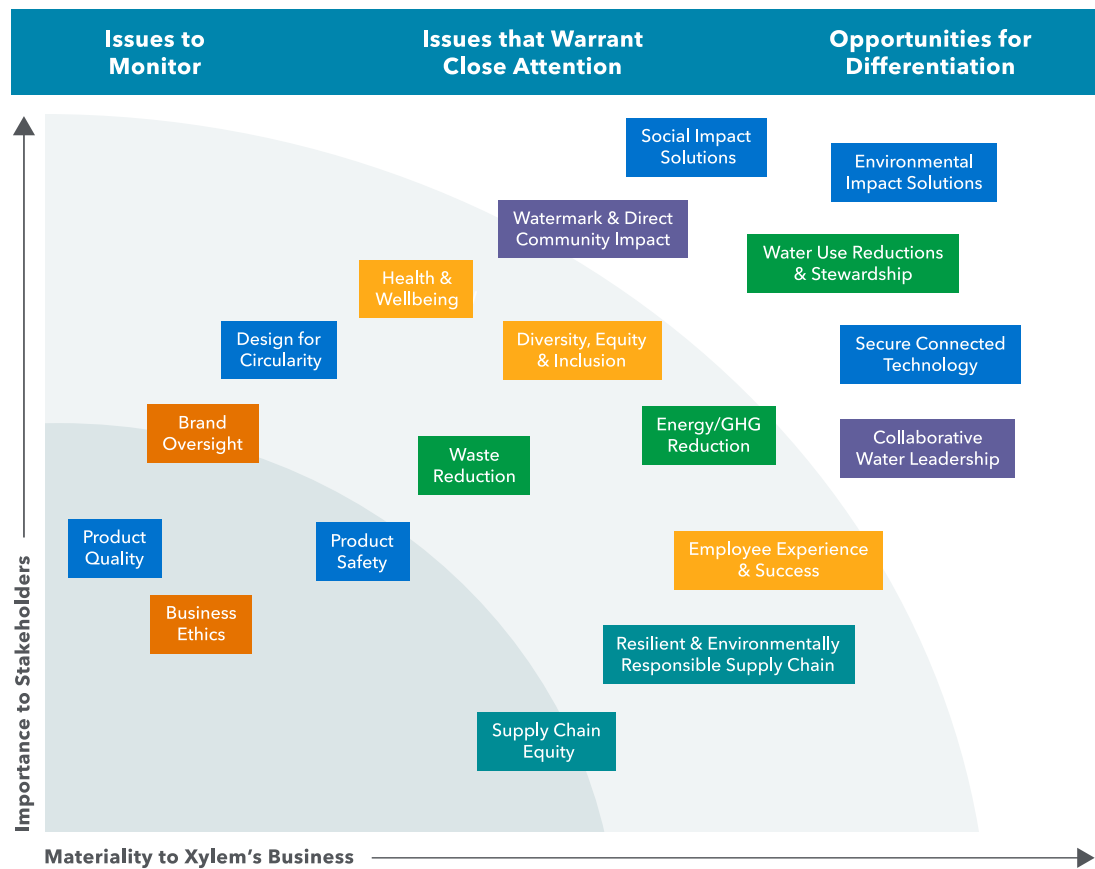 Issues to
Monitor
Issues that Warrant
Close Attention
Opportunities for
Differentiation
Social Impact
Solutions
Environmental
Impact Solutions
Watermark & Direct
Community Impact
Water Use Reductions
& Stewardship
Health &
Wellbeing
Design for
Circularity
Diversity, Equity
& Inclusion
Secure Connected
Technology
Brand
Oversight
Energy/GHG
Reduction
Collaborative
Water Leadership
Waste
Reduction
Product
Quality
Product
Safety
Employee Experience
& Success
Business
Ethics
Resilient & Environmentally
Responsible Supply Chain
Supply Chain
Equity
Importance to Stakeholders
Materiality to Xylem’s Business